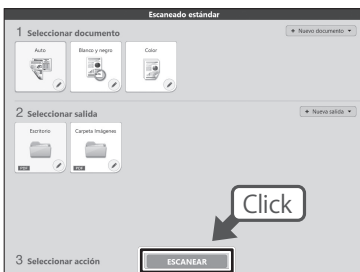 Escaneado estándar
1 Seleccionar documento
+ Nuevo documento
Auto
Blanco y negro
Color
2 Seleccionar salida
+ Nueva salida
Escritorio
Carpeta Imágenes
PDF
PDF
Click
3 Seleccionar acción
ESCANEAR